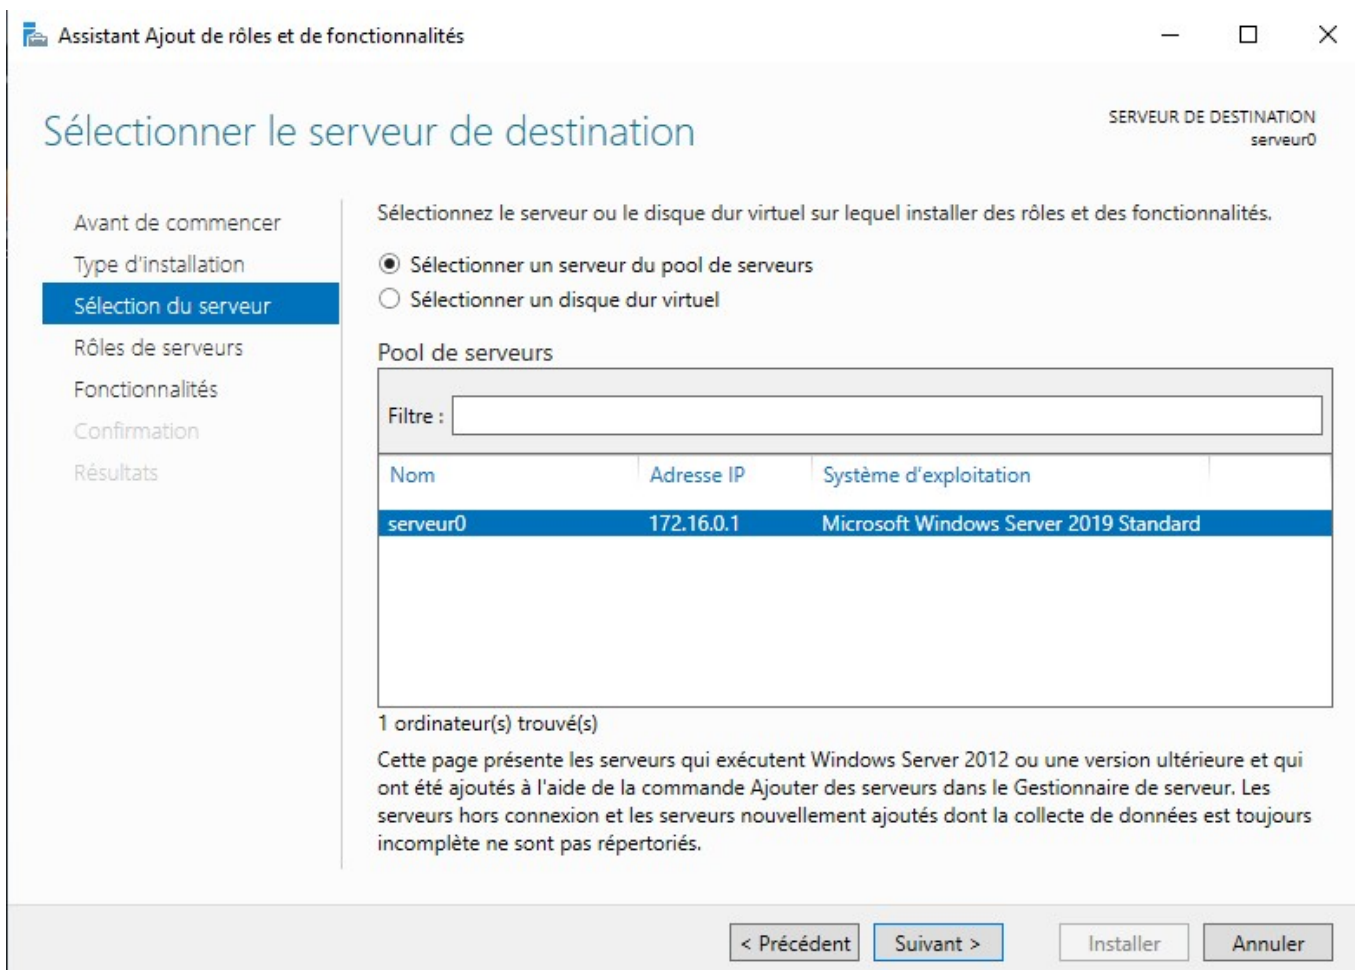 Assistant Ajout de rôles et de fonctionnalités
Sélectionner le serveur de destination
SERVEUR DE DESTINATION
serveur0
Avant de commencer
Type d'installation
Sélection du serveur
Rôles de serveurs
Fonctionnalités
Confirmation
Résultats
Sélectionnez le serveur ou le disque dur virtuel sur lequel installer des rôles et des fonctionnalités.
Sélectionner un serveur du pool de serveurs
Sélectionner un disque dur virtuel
Pool de serveurs
Filtre :
Nom Adresse IP Système d'exploitation
serveur0 172.16.0.1 Microsoft Windows Server 2019 Standard
1 ordinateur(s) trouvé(s)
Cette page présente les serveurs qui exécutent Windows Server 2012 ou une version ultérieure et qui
ont été ajoutés à l'aide de la commande Ajouter des serveurs dans le Gestionnaire de serveur. Les
serveurs hors connexion et les serveurs nouvellement ajoutés dont la collecte de données est toujours
incomplète ne sont pas répertoriés.
< Précédent Suivant > Installer Annuler